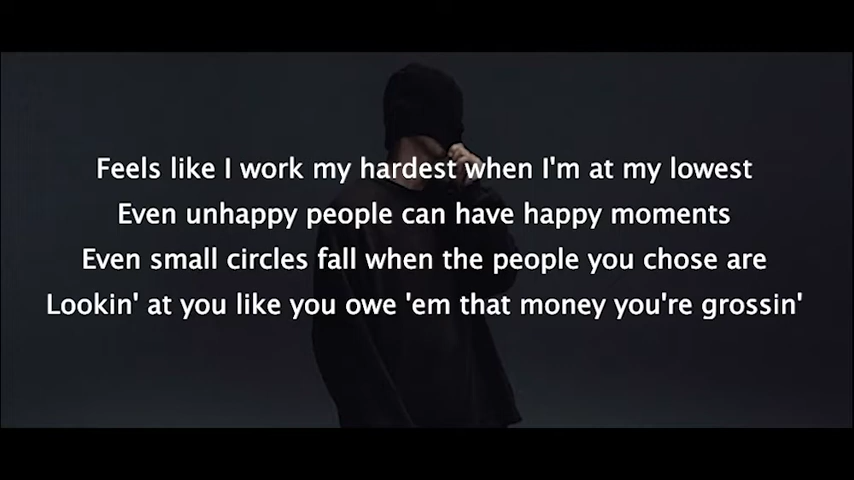 Feels like I work my hardest when I'm at my lowest
Even unhappy people can have happy moments
Even small circles fall when the people you chose are
Lookin' at you like you owe 'em that money you're grossin'